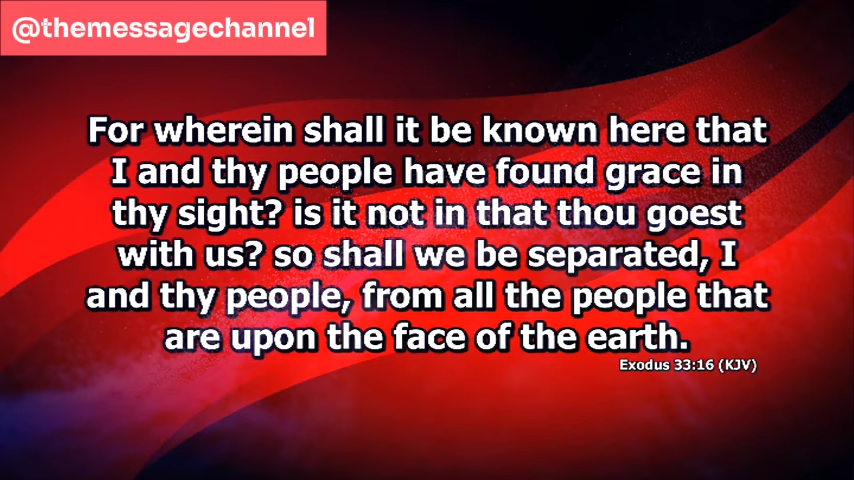 @themessagechannel
For wherein shall it be known here that
I and thy people have found grace in
thy sight? is it not in that thou goest
with us? so shall we be separated, I
and thy people, from all the people that
are upon the face of the earth.
Exodus 33:16 (KJV)